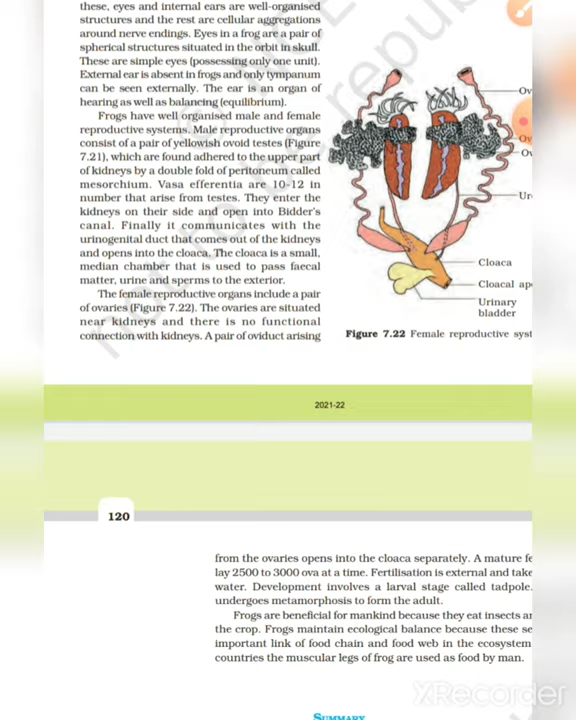 these, eyes and internal ears are well-organised
structures and the rest are cellular aggregations
around nerve endings. Eyes in a frog are a pair of
spherical structures situated in the orbit in skull.
These are simple eyes (possessing only one unit).
External ear is absent in frogs and only tympanum
can be seen externally. The ear is an organ of
hearing as well as balancing (equilibrium).
Frogs have well organised male and female
reproductive systems. Male reproductive organs
consist of a pair of yellowish ovoid testes (Figure
7.21), which are found adhered to the upper part
of kidneys by a double fold of peritoneum called
mesorchium. Vasa efferentia are 10-12 in
number that arise from testes. They enter the
kidneys on their side and open into Bidder's
canal. Finally it communicates with the
urinogenital duct that comes out of the kidneys
and opens into the cloaca. The cloaca is a small,
median chamber that is used to pass faecal
matter, urine and sperms to the exterior.
The female reproductive organs include a pair
of ovaries (Figure 7.22). The ovaries are situated
near kidneys and there is no functional
connection with kidneys. A pair of oviduct arising
Ov
Ov
Ov
Ur
Cloaca
Cloacal ap
Urinary
bladder
Figure 7.22 Female reproductive syst
not to be republ
2021-22
120
from the ovaries opens into the cloaca separately. A mature fe
lay 2500 to 3000 ova at a time. Fertilisation is external and take
water. Development involves a larval stage called tadpole.
undergoes metamorphosis to form the adult.
Frogs are beneficial for mankind because they eat insects an
the crop. Frogs maintain ecological balance because these se
important link of food chain and food web in the ecosystem
countries the muscular legs of frog are used as food by man.
SUMMARY
XRecorder